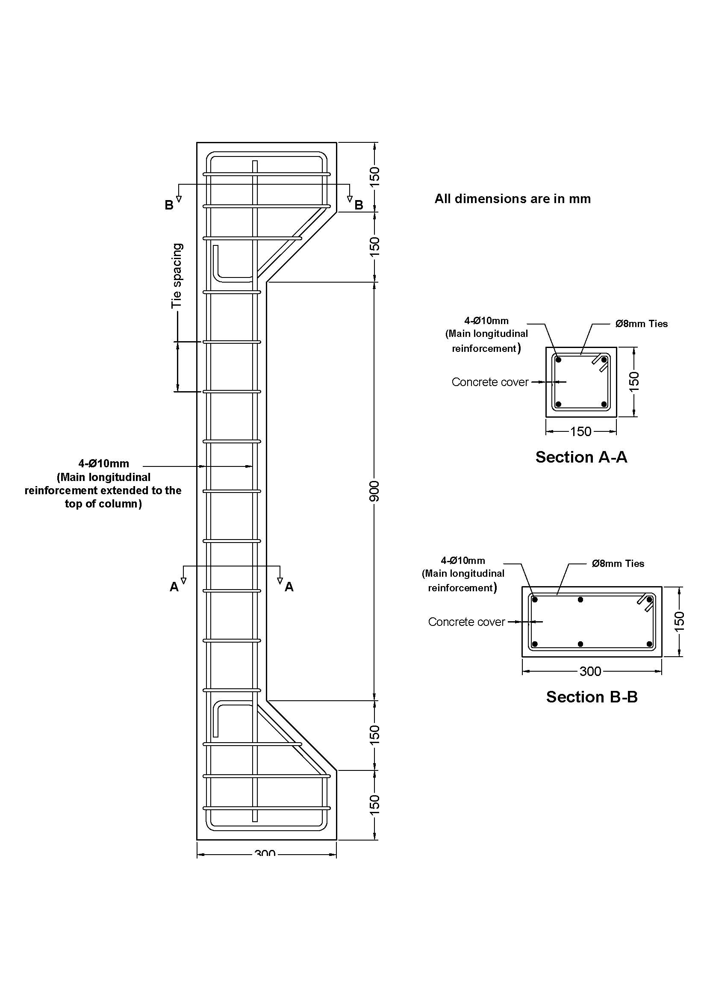 150
All dimensions are in mm
B
B
150
Tie spacing
4-Ø10mm
(Main longitudinal
reinforcement)
Ø8mm Ties
Concrete cover
150
150
Section A-A
4-Ø10mm
(Main longitudinal
reinforcement extended to the
top of column)
900
A
A
4-Ø10mm
(Main longitudinal
reinforcement)
Ø8mm Ties
Concrete cover
150
300
Section B-B
150
150
300